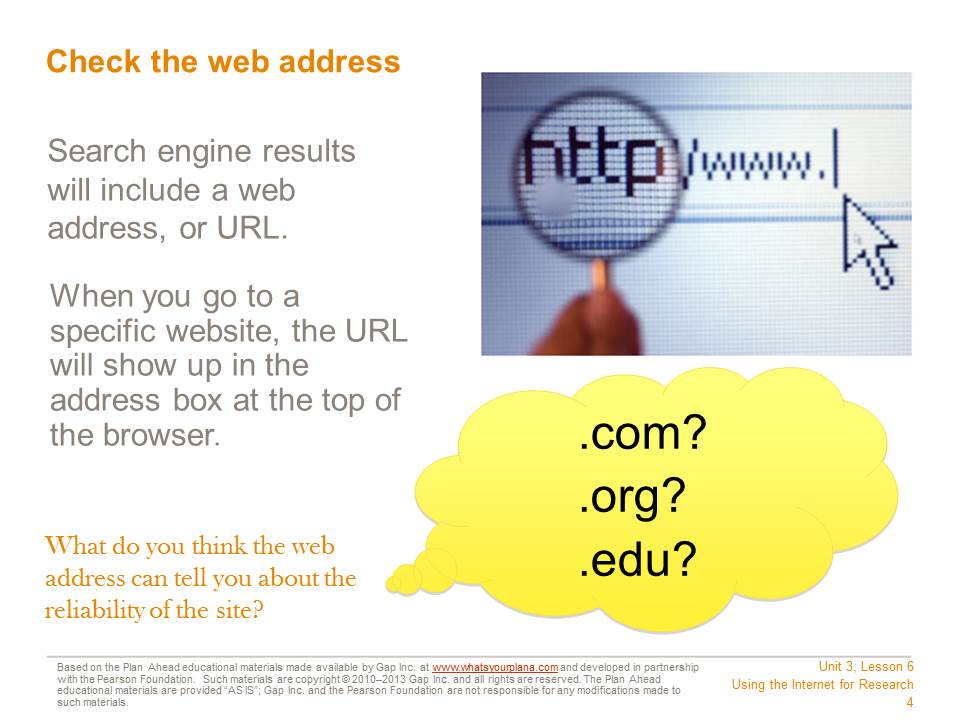 Check the web address
Search engine results
will include a web
address, or URL.
When you go to a
specific website, the URL
will show up in the
address box at the top of
the browser.
http/www.
.com?
.org?
.edu?
What do you think the web
address can tell you about the
reliability of the site?
Based on the Plan Ahead educational materials made available by Gap Inc. at www.whatsyourplana.com and developed in partnership
with the Pearson Foundation. Such materials are copyright © 2010–2013 Gap Inc. and all rights are reserved. The Plan Ahead
educational materials are provided “AS IS”; Gap Inc. and the Pearson Foundation are not responsible for any modifications made to
such materials.
Unit 3, Lesson 6
Using the Internet for Research
4